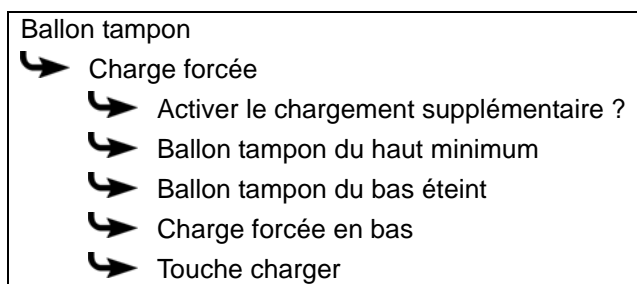 Ballon tampon
Charge forcée
Activer le chargement supplémentaire ?
Ballon tampon du haut minimum
Ballon tampon du bas éteint
Charge forcée en bas
Touche charger